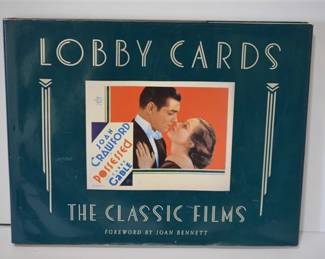 LOBBY CARDS
JOAN
CRAWFORD
POSSESSED
CLARK
GABLE
THE CLASSIC FILMS
FOREWORD BY JOAN BENNETT